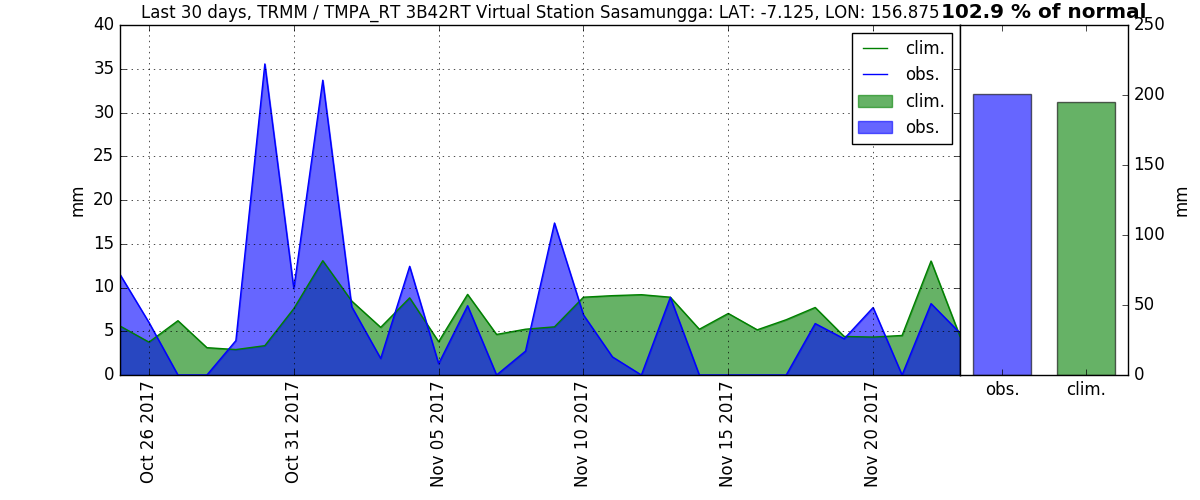 Last 30 days, TRMM / TMPA_RT 3B42RT Virtual Station Sasamungga: LAT: -7.125, LON: 156.875
102.9 % of normal
40
35
30
25
20
15
10
5
0
mm
clim.
obs.
clim.
obs.
Oct 26 2017
Oct 31 2017
Nov 05 2017
Nov 10 2017
Nov 15 2017
Nov 20 2017
250
200
150
100
50
0
mm
obs.
clim.